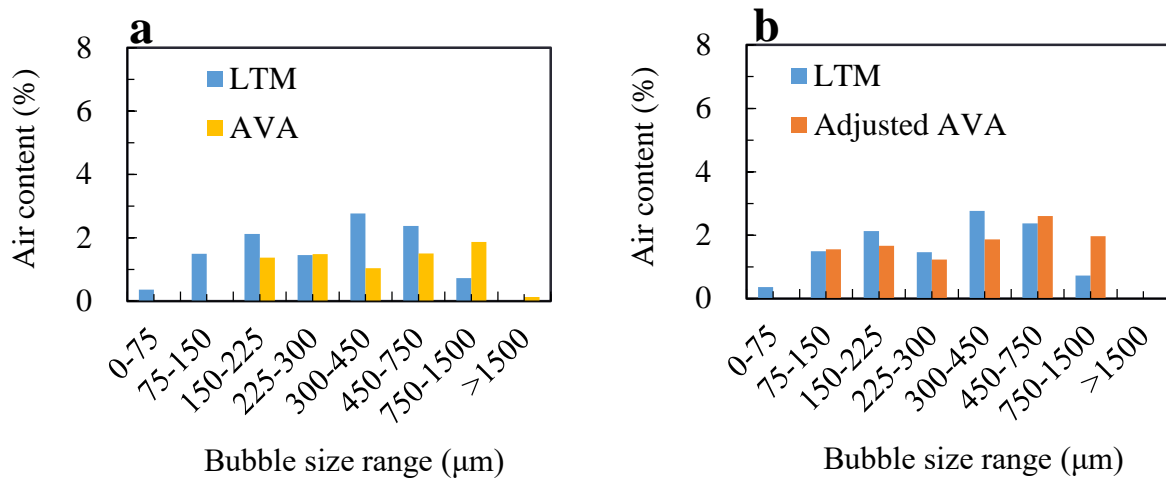 a
Air content (%)
8
6
4
2
0
LTM
AVA
0-75
75-150
150-225
225-300
300-450
450-750
750-1500
>1500
Bubble size range (μm)
b
Air content (%)
8
6
4
2
0
LTM
Adjusted AVA
0-75
75-150
150-225
225-300
300-450
450-750
750-1500
>1500
Bubble size range (μm)